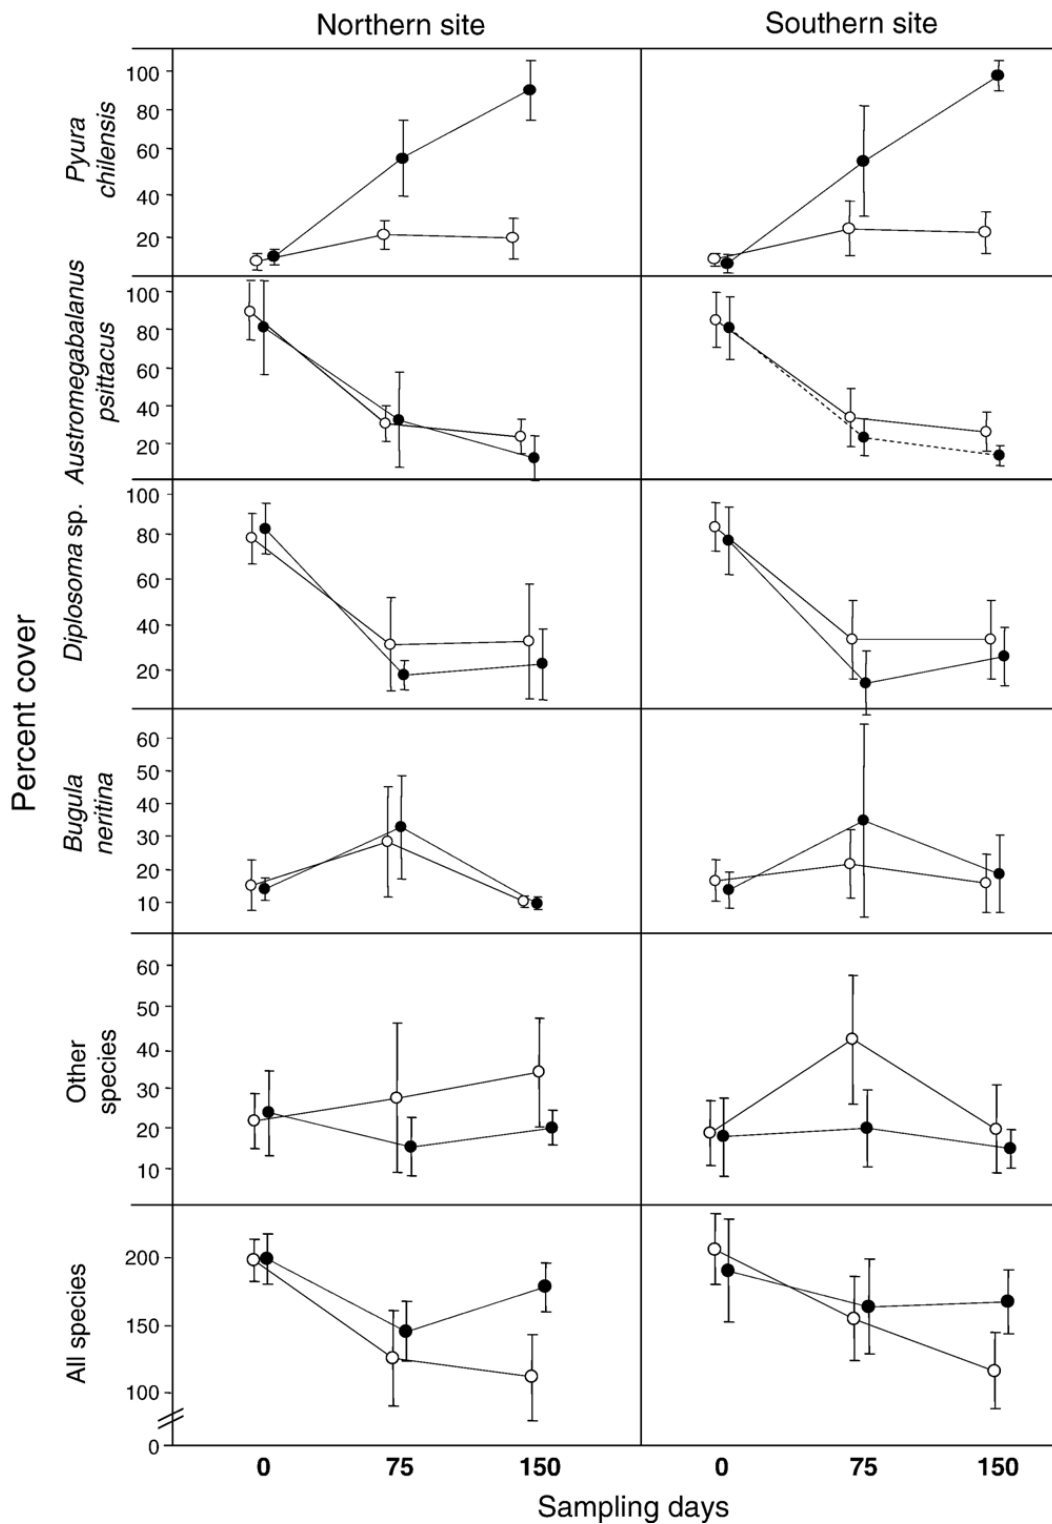 Northern site
Southern site
Percent cover
Pyura
chilensis
100
80
60
40
20
Austromegabalanus
psittacus
100
80
60
40
20
Diplosoma sp.
100
80
60
40
20
Bugula
neritina
60
50
40
30
20
10
Other
species
60
50
40
30
20
10
All species
200
150
100
0
0 75 150 0 75 150
Sampling days